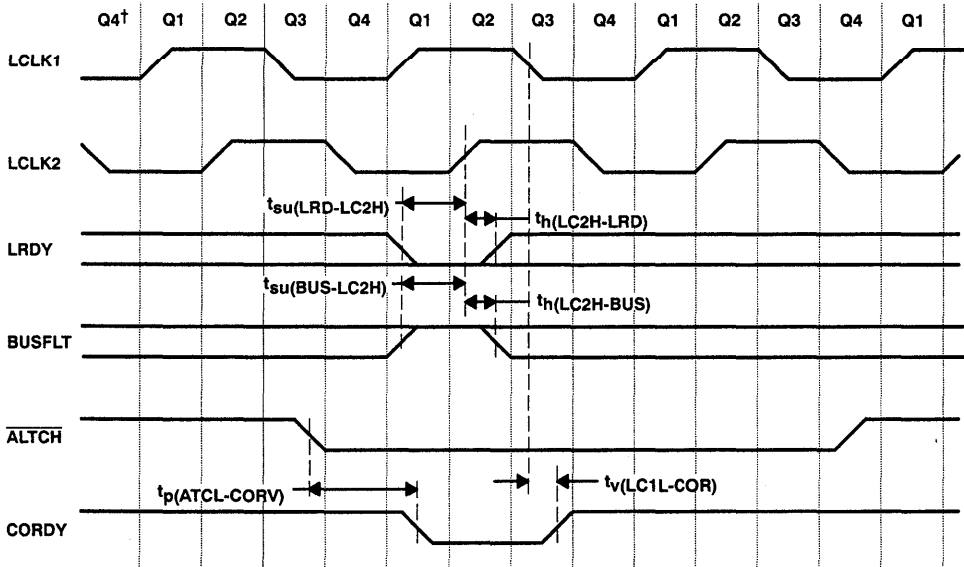 Q4† Q1 Q2 Q3 Q4 Q1 Q2 Q3 Q4 Q1 Q2 Q3 Q4 Q1
LCLK1
LCLK2
tsu(LRD-LC2H)
th(LC2H-LRD)
LRDY
tsu(BUS-LC2H)
th(LC2H-BUS)
BUSFLT
ALTCH
tp(ATCL-CORV)
tv(LC1L-COR)
CORDY